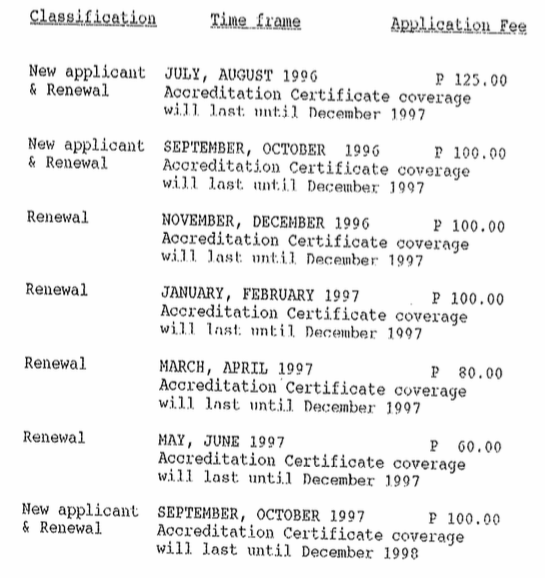 Classification Time frame Application Fee
New applicant JULY, AUGUST 1996 P 125.00
& Renewal Accreditation Certificate coverage
will last until December 1997
New applicant SEPTEMBER, OCTOBER 1996 P 100.00
& Renewal Accreditation Certificate coverage
will last until December 1997
Renewal NOVEMBER, DECEMBER 1996 P 100.00
Accreditation Certificate coverage
will last until December 1997
Renewal JANUARY, FEBRUARY 1997 P 100.00
Accreditation Certificate coverage
will last until December 1997
Renewal MARCH, APRIL 1997 P 80.00
Accreditation Certificate coverage
will last until December 1997
Renewal MAY, JUNE 1997 P 60.00
Accreditation Certificate coverage
will last until December 1997
New applicant SEPTEMBER, OCTOBER 1997 P 100.00
& Renewal Accreditation Certificate coverage
will last until December 1998